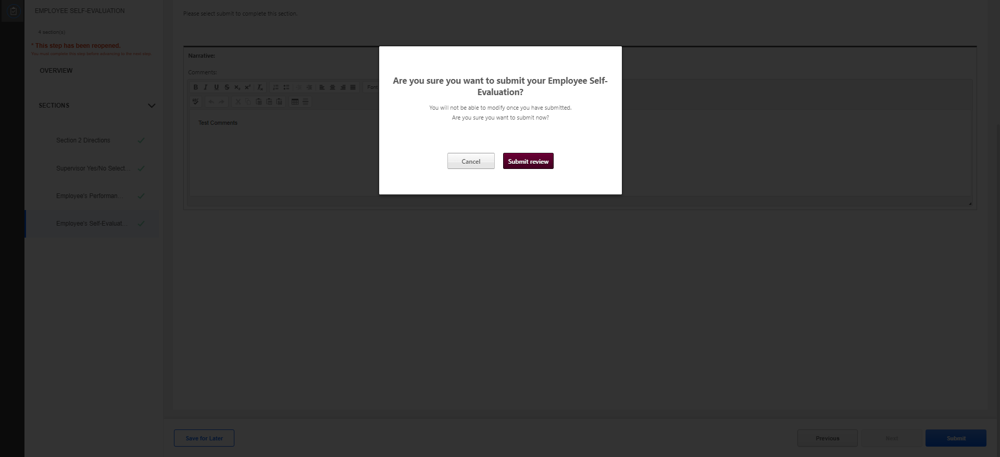 EMPLOYEE SELF-EVALUATION
4 section(s)
* This step has been reopened.
You must complete this step before advancing to the next step.
OVERVIEW
SECTIONS
Section 2 Directions
Supervisor Yes/No Select...
Employee's Performan...
Employee's Self-Evaluat...
Please select submit to complete this section.
Narrative:
Comments:
B I U S x₂ x² Tx
Font
ABC
Test Comments
Are you sure you want to submit your Employee Self-
Evaluation?
You will not be able to modify once you have submitted.
Are you sure you want to submit now?
Cancel
Submit review
Save for Later
Previous
Next
Submit